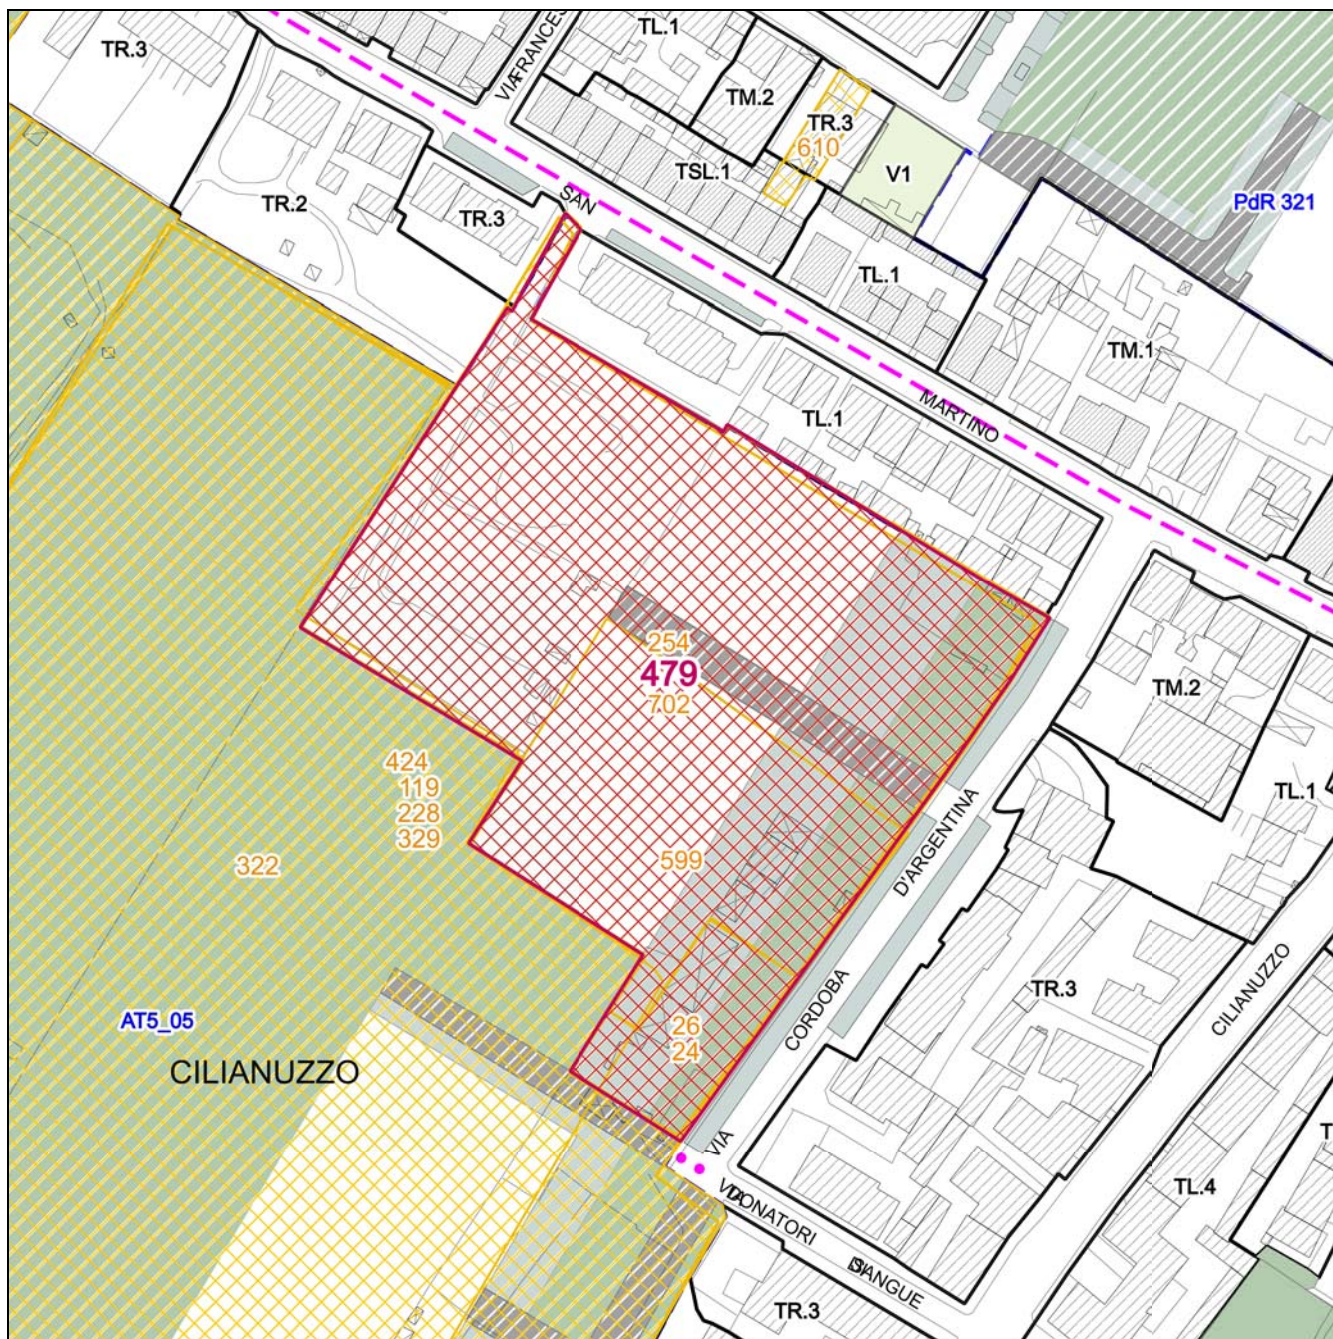 TR.3
TL.1
VIA FRANCES
TM.2
TR.3
610
V1
TSL.1
TR.2
TR.3
SAN
PdR 321
TL.1
TM.1
MARTINO
TL.1
254
479
702
TM.2
424
119
228
329
322
599
TL.1
D'ARGENTINA
CORDOBA
VIA
TR.3
CILIANUZZO
26
24
AT5_05
CILIANUZZO
VIA
DONATORI
DI
SANGUE
TL.4
T
TR.3